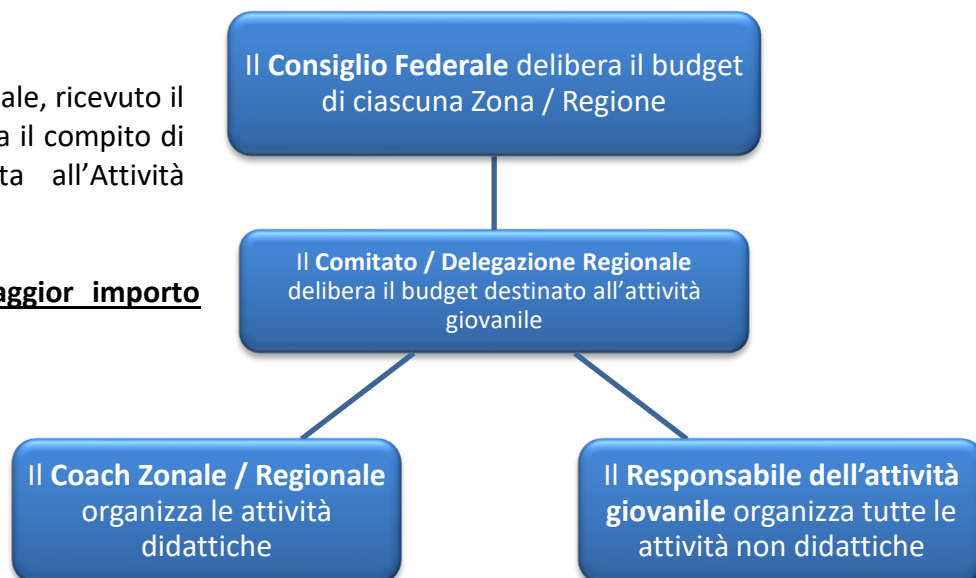 Il Consiglio Federale delibera il budget
di ciascuna Zona / Regione
ale, ricevuto il
a il compito di
ta all’Attività
aggior importo
Il Comitato / Delegazione Regionale
delibera il budget destinato all’attività
giovanile
Il Coach Zonale / Regionale
organizza le attività
didattiche
Il Responsabile dell’attività
giovanile organizza tutte le
attività non didattiche